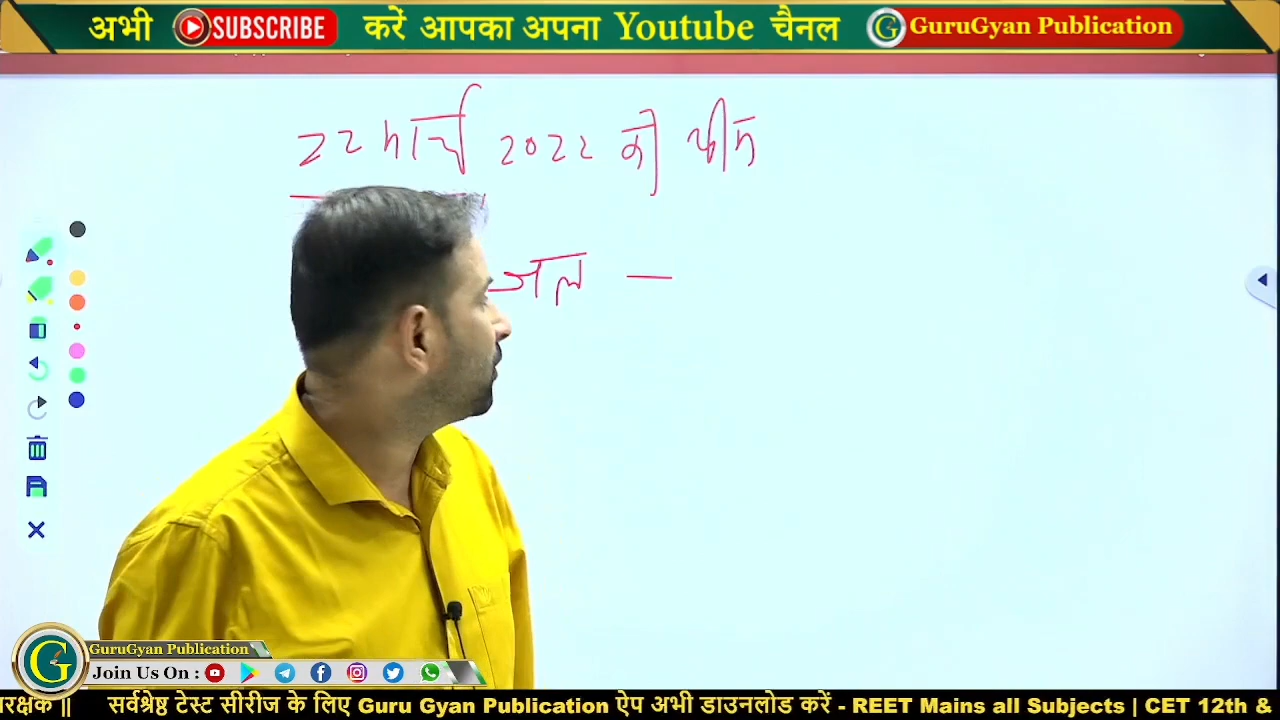 अभी SUBSCRIBE करें आपका अपना Youtube चैनल GuruGyan Publication
22 मार्च 2022 की थीम
जल —
GuruGyan Publication
Join Us On :
रक्षक || सर्वश्रेष्ठ टेस्ट सीरीज के लिए Guru Gyan Publication ऐप अभी डाउनलोड करें - REET Mains all Subjects | CET 12th &